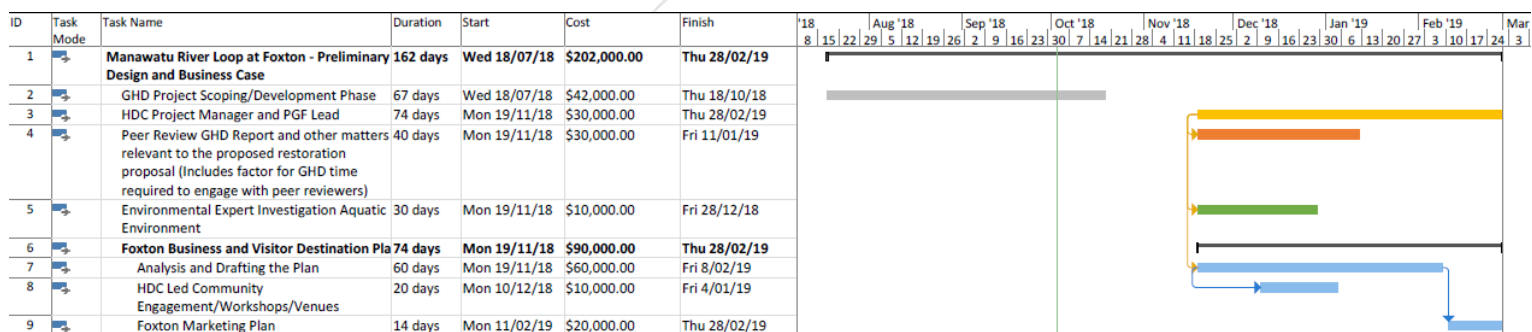 ID Task Mode Task Name Duration Start Cost Finish '18 Aug '18 Sep '18 Oct '18 Nov '18 Dec '18 Jan '19 Feb '19 Mar
8 15 22 29 5 12 19 26 2 9 16 23 30 7 14 21 28 4 11 18 25 2 9 16 23 30 6 13 20 27 3 10 17 24 3
1 Manawatu River Loop at Foxton - Preliminary 162 days Wed 18/07/18 $202,000.00 Thu 28/02/19
Design and Business Case
2 GHD Project Scoping/Development Phase 67 days Wed 18/07/18 $42,000.00 Thu 18/10/18
3 HDC Project Manager and PGF Lead 74 days Mon 19/11/18 $30,000.00 Thu 28/02/19
4 Peer Review GHD Report and other matters 40 days Mon 19/11/18 $30,000.00 Fri 11/01/19
relevant to the proposed restoration
proposal (Includes factor for GHD time
required to engage with peer reviewers)
5 Environmental Expert Investigation Aquatic 30 days Mon 19/11/18 $10,000.00 Fri 28/12/18
Environment
6 Foxton Business and Visitor Destination Pla 74 days Mon 19/11/18 $90,000.00 Thu 28/02/19
7 Analysis and Drafting the Plan 60 days Mon 19/11/18 $60,000.00 Fri 8/02/19
8 HDC Led Community 20 days Mon 10/12/18 $10,000.00 Fri 4/01/19
Engagement/Workshops/Venues
9 Foxton Marketing Plan 14 days Mon 11/02/19 $20,000.00 Thu 28/02/19